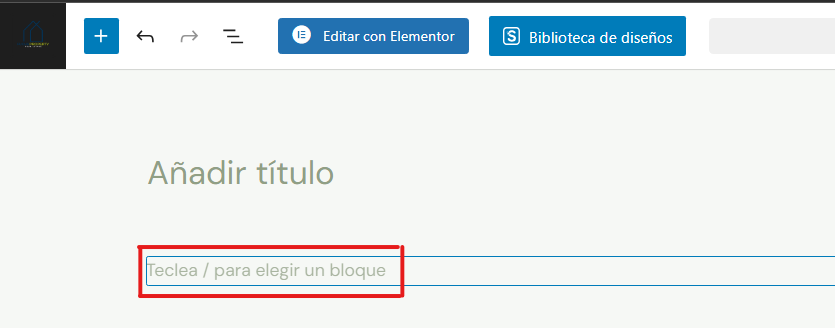 Editar con Elementor
Biblioteca de diseños
Añadir título
Teclea / para elegir un bloque